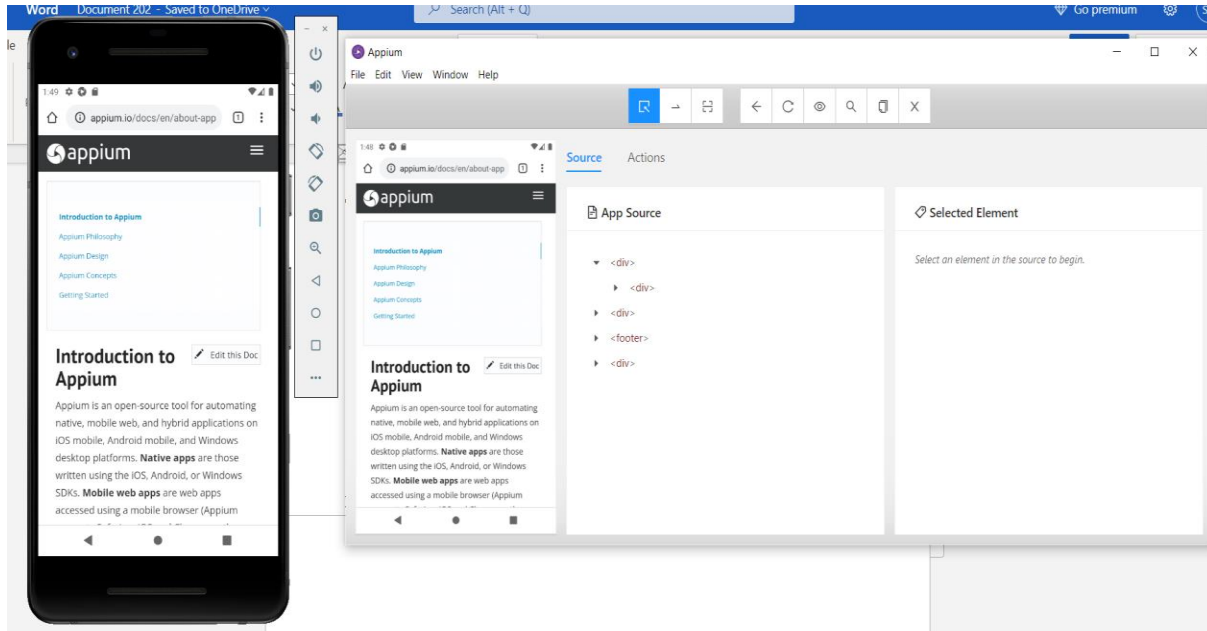 Word Document 202 - Saved to OneDrive
Search (Alt + Q)
Go premium
1:49
appium.io/docs/en/about-app
1
appium
Introduction to Appium
Appium Philosophy
Appium Design
Appium Concepts
Getting Started
Introduction to
Appium
Edit this Doc
Appium is an open-source tool for automating
native, mobile web, and hybrid applications on
iOS mobile, Android mobile, and Windows
desktop platforms. Native apps are those
written using the iOS, Android, or Windows
SDKs. Mobile web apps are web apps
accessed using a mobile browser (Appium
Appium
File Edit View Window Help
1:48
appium.io/docs/en/about-app
1
appium
Introduction to Appium
Appium Philosophy
Appium Design
Appium Concepts
Getting Started
Introduction to
Appium
Edit this Doc
Appium is an open-source tool for automating
native, mobile web, and hybrid applications on
iOS mobile, Android mobile, and Windows
desktop platforms. Native apps are those
written using the iOS, Android, or Windows
SDKs. Mobile web apps are web apps
accessed using a mobile browser (Appium
Source Actions
App Source
<div>
<div>
<div>
<footer>
<div>
Selected Element
Select an element in the source to begin.